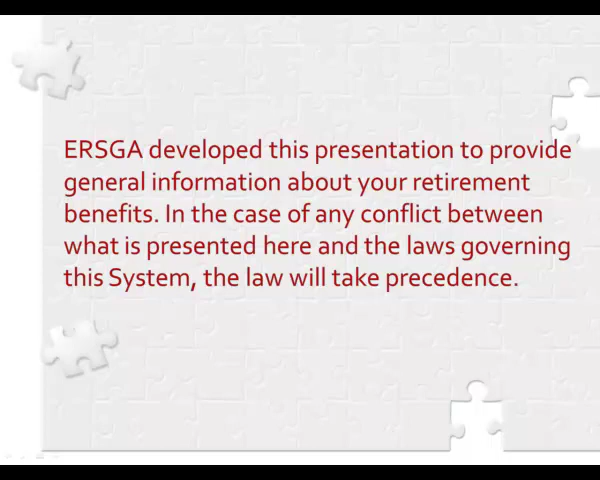 ERSGA developed this presentation to provide
general information about your retirement
benefits. In the case of any conflict between
what is presented here and the laws governing
this System, the law will take precedence.